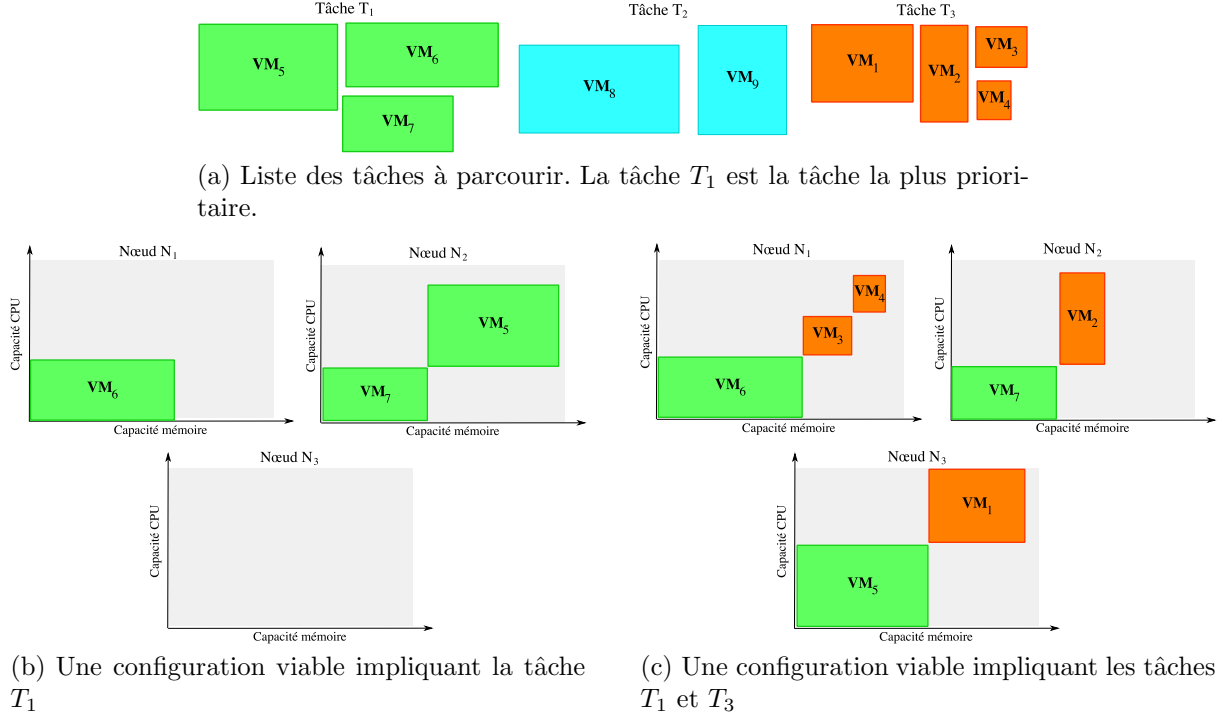 Tâche T1
Tâche T2
Tâche T3
VM5
VM6
VM7
VM8
VM9
VM1
VM2
VM3
VM4
(a) Liste des tâches à parcourir. La tâche T1 est la tâche la plus priori-
taire.
Nœud N1
Capacité CPU
VM6
Capacité mémoire
Nœud N2
Capacité CPU
VM5
VM7
Capacité mémoire
Nœud N3
Capacité CPU
Capacité mémoire
(b) Une configuration viable impliquant la tâche
T1
Nœud N1
Capacité CPU
VM4
VM3
VM6
Capacité mémoire
Nœud N2
Capacité CPU
VM2
VM7
Capacité mémoire
Nœud N3
Capacité CPU
VM1
VM5
Capacité mémoire
(c) Une configuration viable impliquant les tâches
T1 et T3